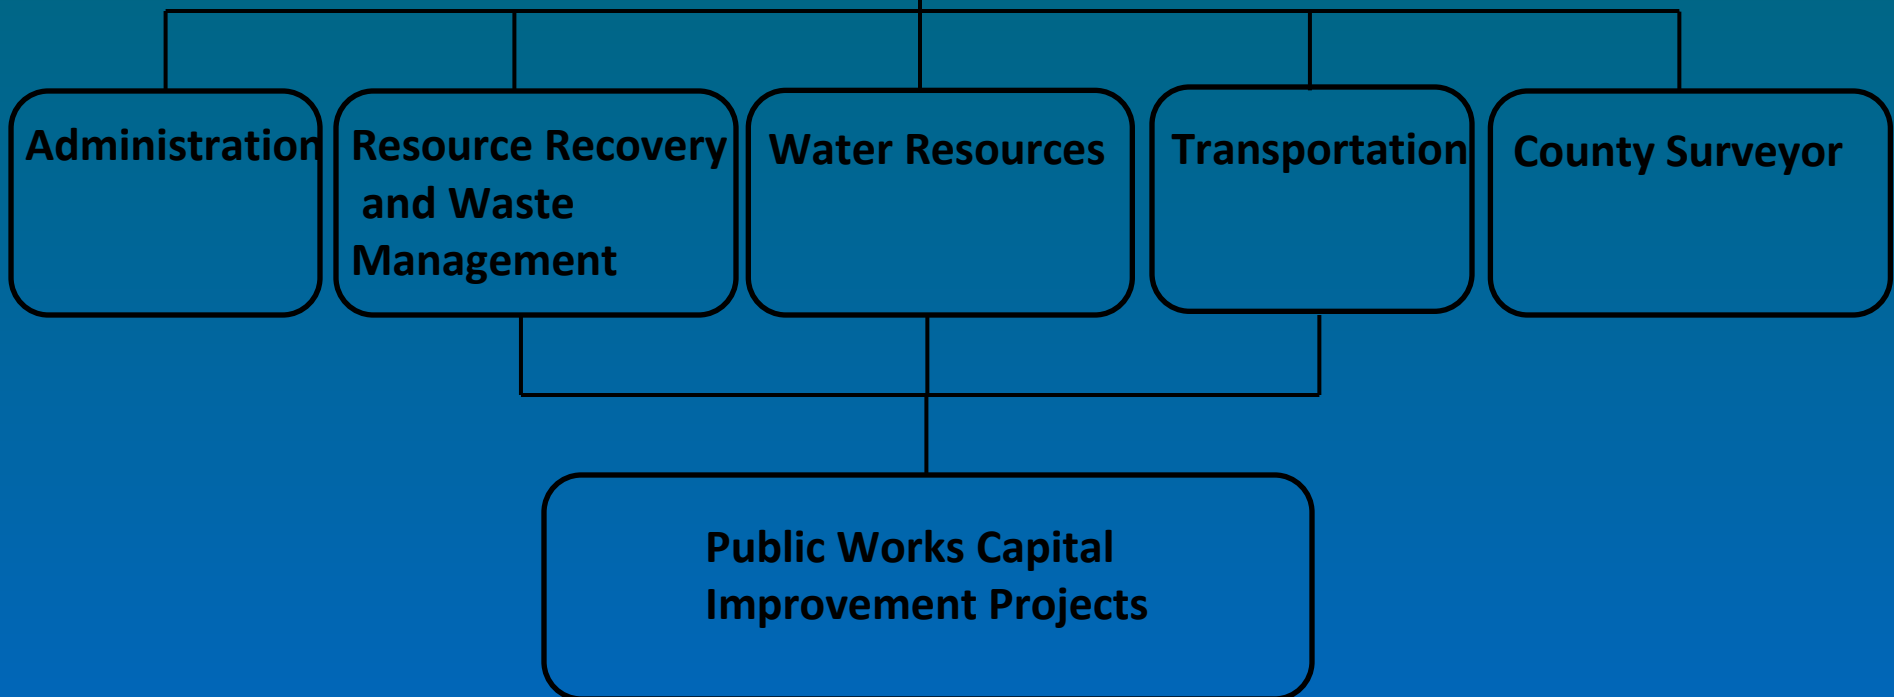 Administration
Resource Recovery
and Waste
Management
Water Resources
Transportation
County Surveyor
Public Works Capital
Improvement Projects